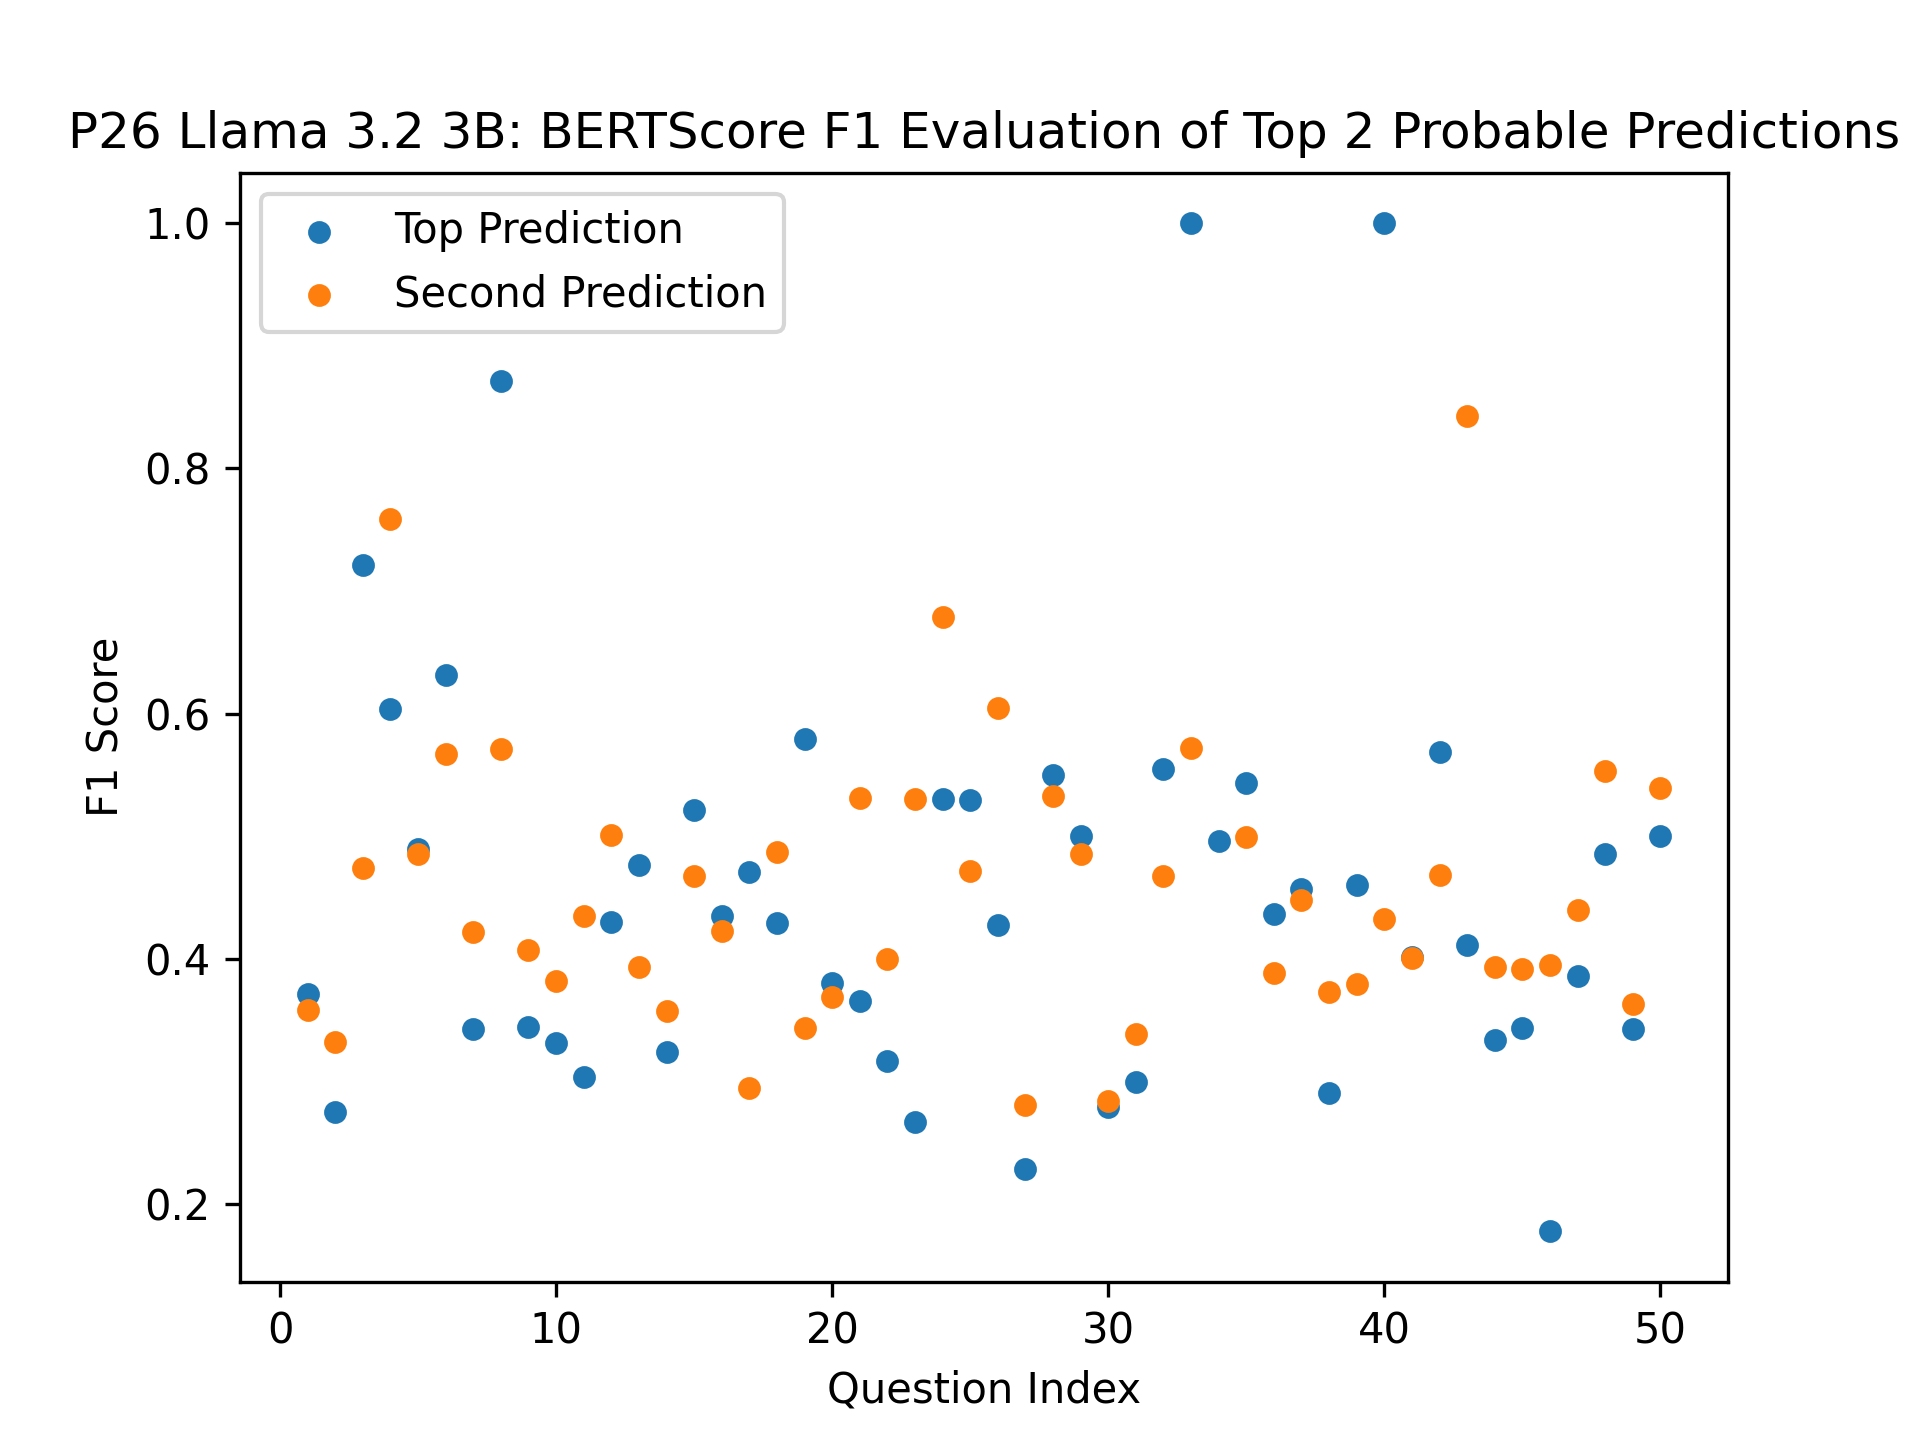 P26 Llama 3.2 3B: BERTScore F1 Evaluation of Top 2 Probable Predictions
Top Prediction
Second Prediction
1.0
0.8
0.6
0.4
0.2
F1 Score
0 10 20 30 40 50
Question Index